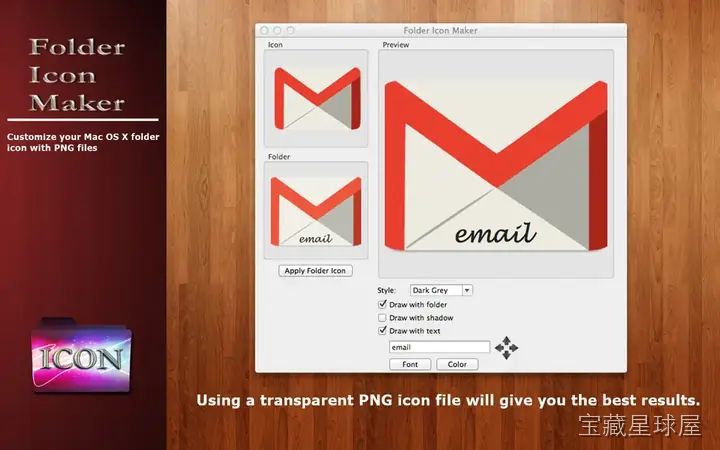 Folder
Icon
Maker
Customize your Mac OS X folder
icon with PNG files
ICON
Folder Icon Maker
Icon
Preview
email
Folder
email
Apply Folder Icon
Style: Dark Grey
Draw with folder
Draw with shadow
Draw with text
email
Font Color
Using a transparent PNG icon file will give you the best results.
宝藏星球屋